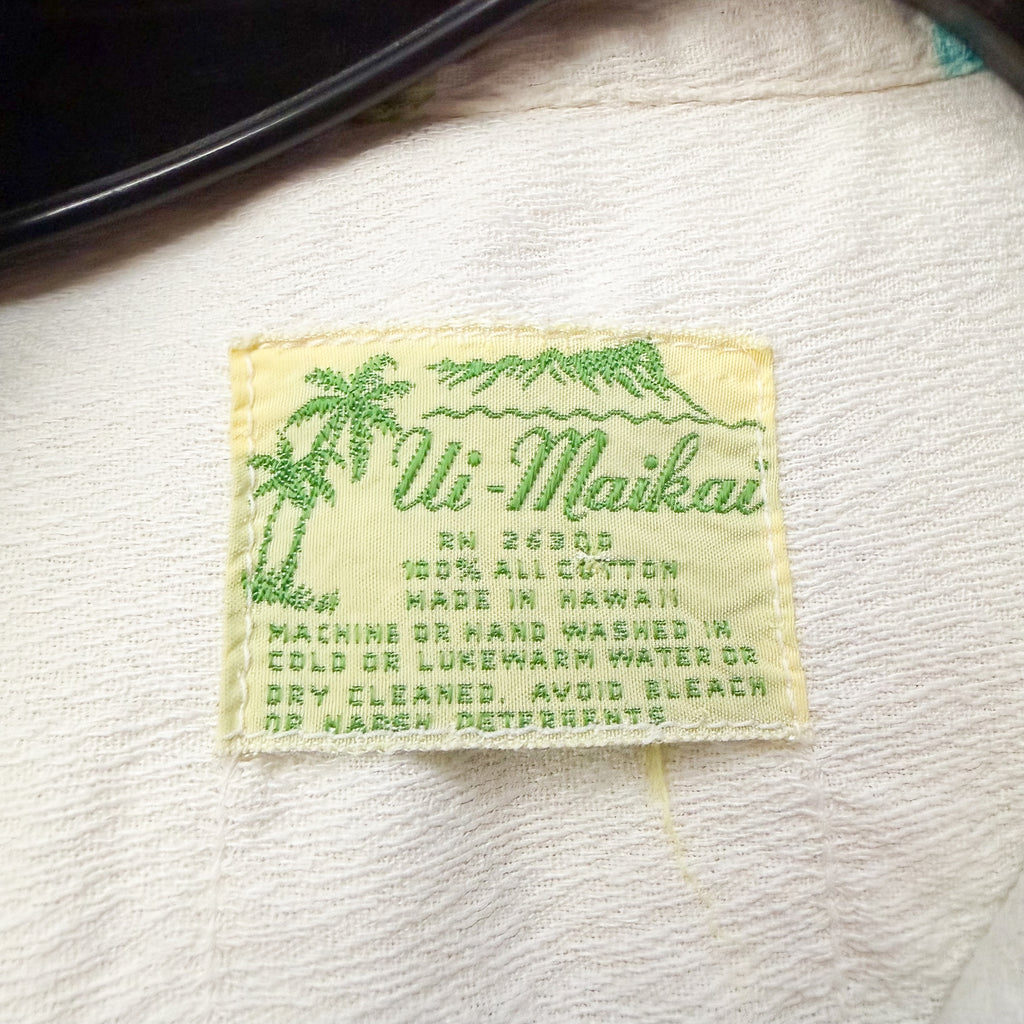 Ui-Maikai
RN 26300
100% ALL COTTON
MADE IN HAWAII
MACHINE OR HAND WASHED IN
COLD OR LUKEWARM WATER OR
DRY CLEANED. AVOID BLEACH
OR HARSH DETERGENTS